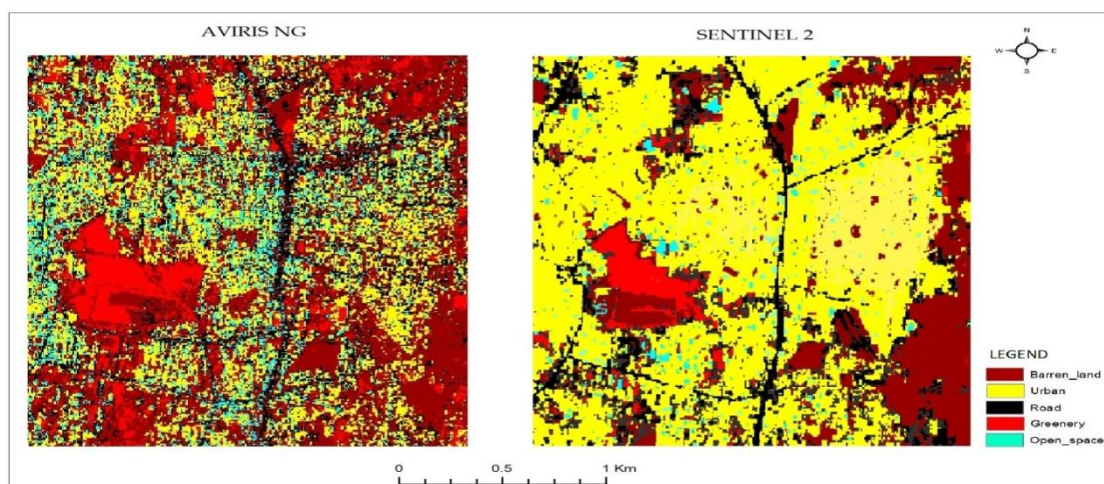 AVIRIS NG
SENTINEL 2
N
W E
S
LEGEND
Barren_land
Urban
Road
Greenery
Open_space
0 0.5 1 Km